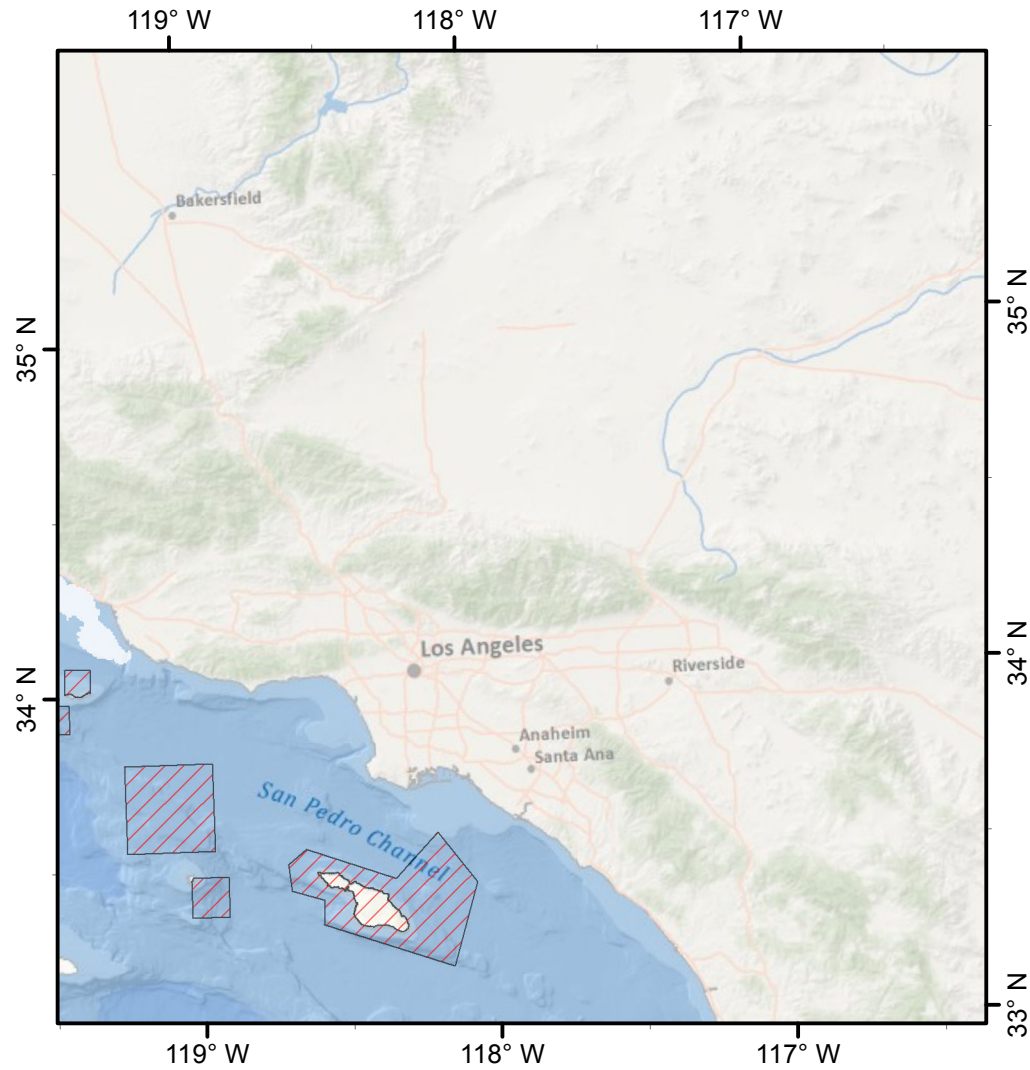 119° W
118° W
117° W
Bakersfield
35° N
35° N
Los Angeles
Riverside
34° N
34° N
Anaheim
Santa Ana
San Pedro Channel
33° N
119° W
118° W
117° W